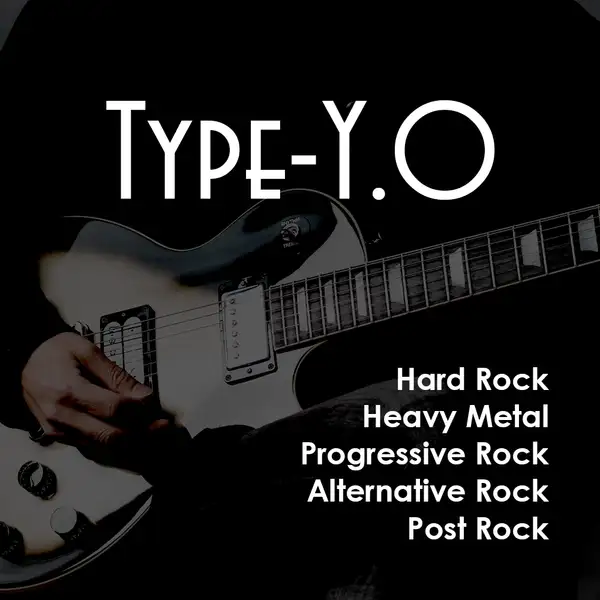 Type-Y.O
Hard Rock
Heavy Metal
Progressive Rock
Alternative Rock
Post Rock